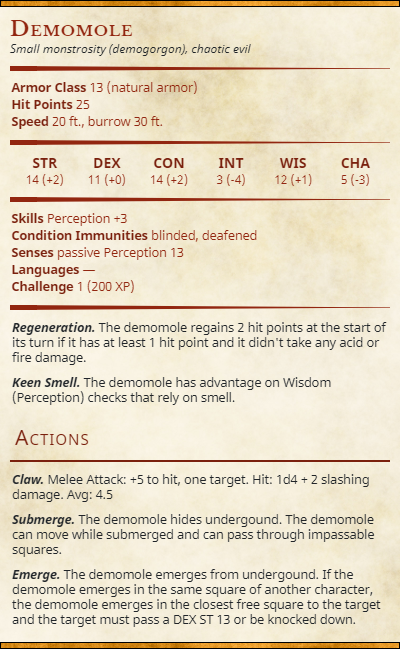 Demomole
Small monstrosity (demogorgon), chaotic evil
Armor Class 13 (natural armor)
Hit Points 25
Speed 20 ft., burrow 30 ft.
STR DEX CON INT WIS CHA
14 (+2) 11 (+0) 14 (+2) 3 (-4) 12 (+1) 5 (-3)
Skills Perception +3
Condition Immunities blinded, deafened
Senses passive Perception 13
Languages —
Challenge 1 (200 XP)
Regeneration. The demomole regains 2 hit points at the start of
its turn if it has at least 1 hit point and it didn't take any acid or
fire damage.
Keen Smell. The demomole has advantage on Wisdom
(Perception) checks that rely on smell.
Actions
Claw. Melee Attack: +5 to hit, one target. Hit: 1d4 + 2 slashing
damage. Avg: 4.5
Submerge. The demomole hides undergound. The demomole
can move while submerged and can pass through impassable
squares.
Emerge. The demomole emerges from undergound. If the
demomole emerges in the same square of another character,
the demomole emerges in the closest free square to the target
and the target must pass a DEX ST 13 or be knocked down.